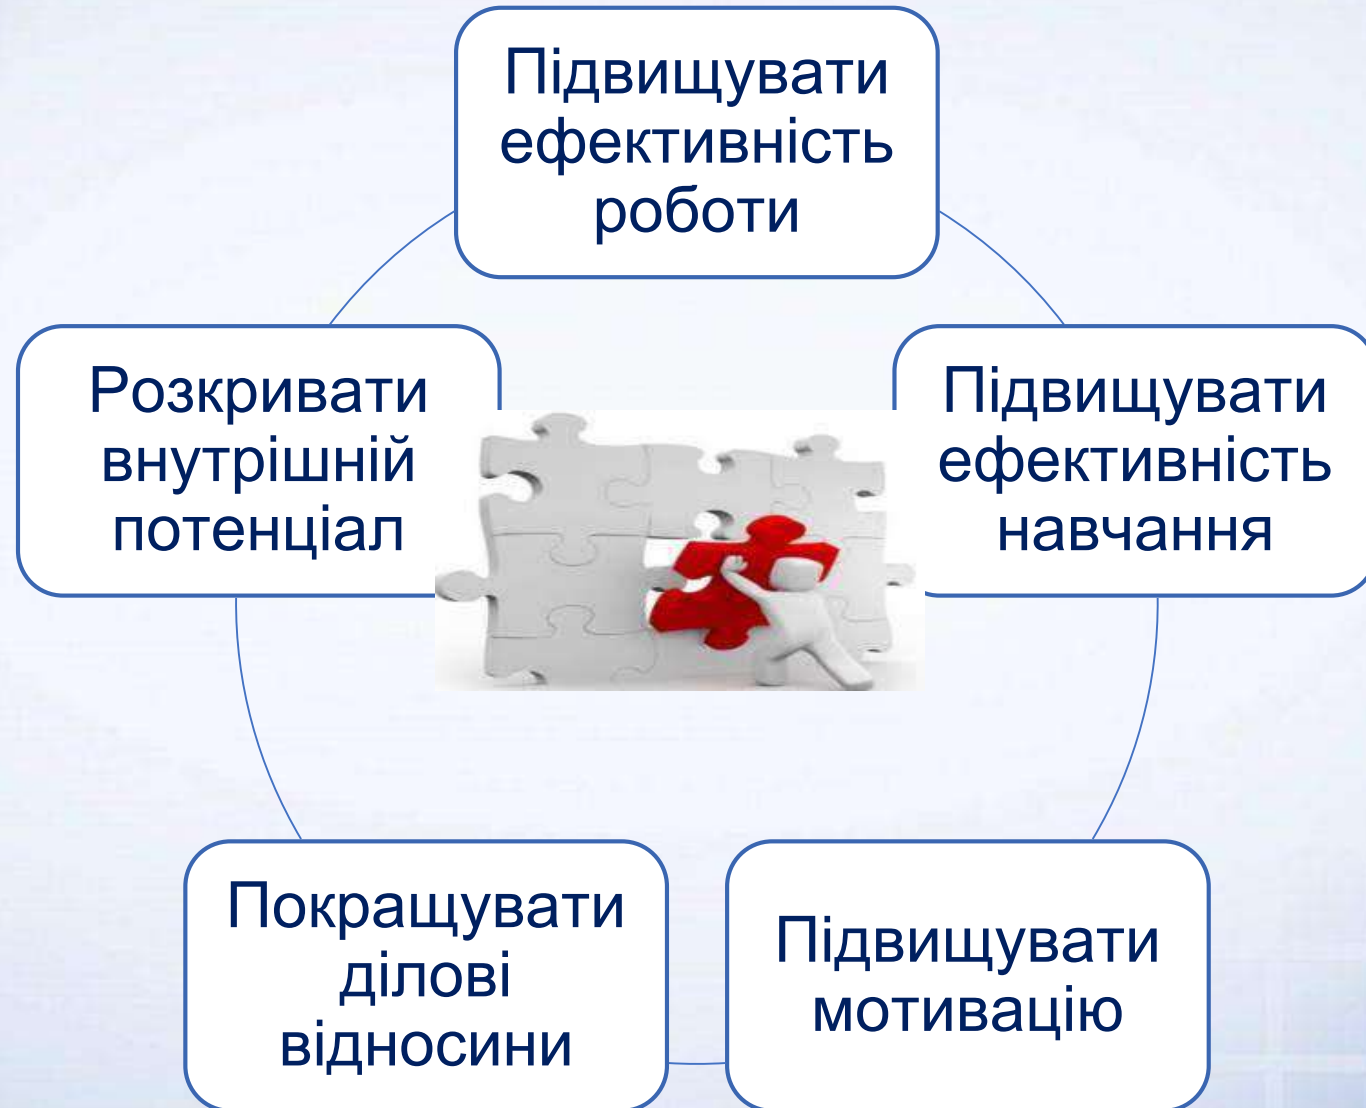 Підвищувати
ефективність
роботи
Розкривати
внутрішній
потенціал
Підвищувати
ефективність
навчання
Покращувати
ділові
відносини
Підвищувати
мотивацію